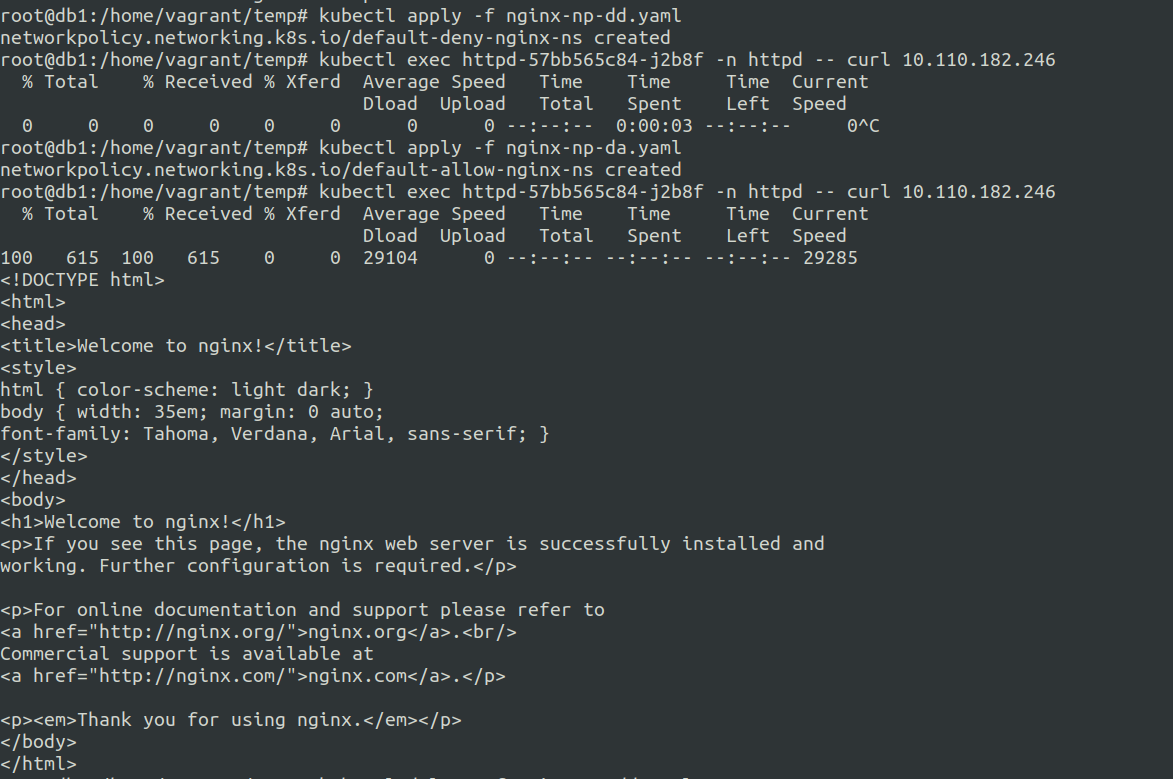 root@db1:/home/vagrant/temp# kubectl apply -f nginx-np-dd.yaml
networkpolicy.networking.k8s.io/default-deny-nginx-ns created
root@db1:/home/vagrant/temp# kubectl exec httpd-57bb565c84-j2b8f -n httpd -- curl 10.110.182.246
  % Total    % Received % Xferd  Average Speed   Time    Time     Time  Current
                                 Dload  Upload   Total   Spent    Left  Speed
  0     0    0     0    0     0      0      0 --:--:--  0:00:03 --:--:--     0^C
root@db1:/home/vagrant/temp# kubectl apply -f nginx-np-da.yaml
networkpolicy.networking.k8s.io/default-allow-nginx-ns created
root@db1:/home/vagrant/temp# kubectl exec httpd-57bb565c84-j2b8f -n httpd -- curl 10.110.182.246
  % Total    % Received % Xferd  Average Speed   Time    Time     Time  Current
                                 Dload  Upload   Total   Spent    Left  Speed
100   615  100   615    0     0  29104      0 --:--:-- --:--:-- --:--:-- 29285
<!DOCTYPE html>
<html>
<head>
<title>Welcome to nginx!</title>
<style>
html { color-scheme: light dark; }
body { width: 35em; margin: 0 auto;
font-family: Tahoma, Verdana, Arial, sans-serif; }
</style>
</head>
<body>
<h1>Welcome to nginx!</h1>
<p>If you see this page, the nginx web server is successfully installed and
working. Further configuration is required.</p>

<p>For online documentation and support please refer to
<a href="http://nginx.org/">nginx.org</a>.<br/>
Commercial support is available at
<a href="http://nginx.com/">nginx.com</a>.</p>

<p><em>Thank you for using nginx.</em></p>
</body>
</html>